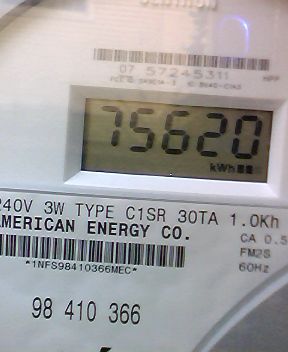 07 57245311 HPP
75620
kWh
240V 3W TYPE C1SR 30TA 1.0Kh
AMERICAN ENERGY CO.
CA 0.5
FM2S
*1NFS98410366MEC*
60Hz
98 410 366